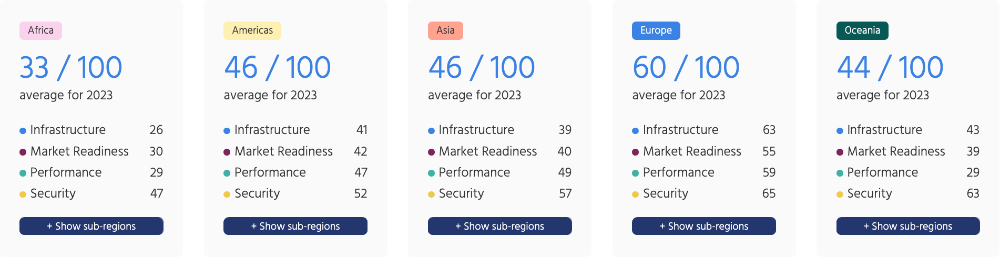 Africa
33 / 100
average for 2023
Infrastructure 26
Market Readiness 30
Performance 29
Security 47
+ Show sub-regions
Americas
46 / 100
average for 2023
Infrastructure 41
Market Readiness 42
Performance 47
Security 52
+ Show sub-regions
Asia
46 / 100
average for 2023
Infrastructure 39
Market Readiness 40
Performance 49
Security 57
+ Show sub-regions
Europe
60 / 100
average for 2023
Infrastructure 63
Market Readiness 55
Performance 59
Security 65
+ Show sub-regions
Oceania
44 / 100
average for 2023
Infrastructure 43
Market Readiness 39
Performance 29
Security 63
+ Show sub-regions